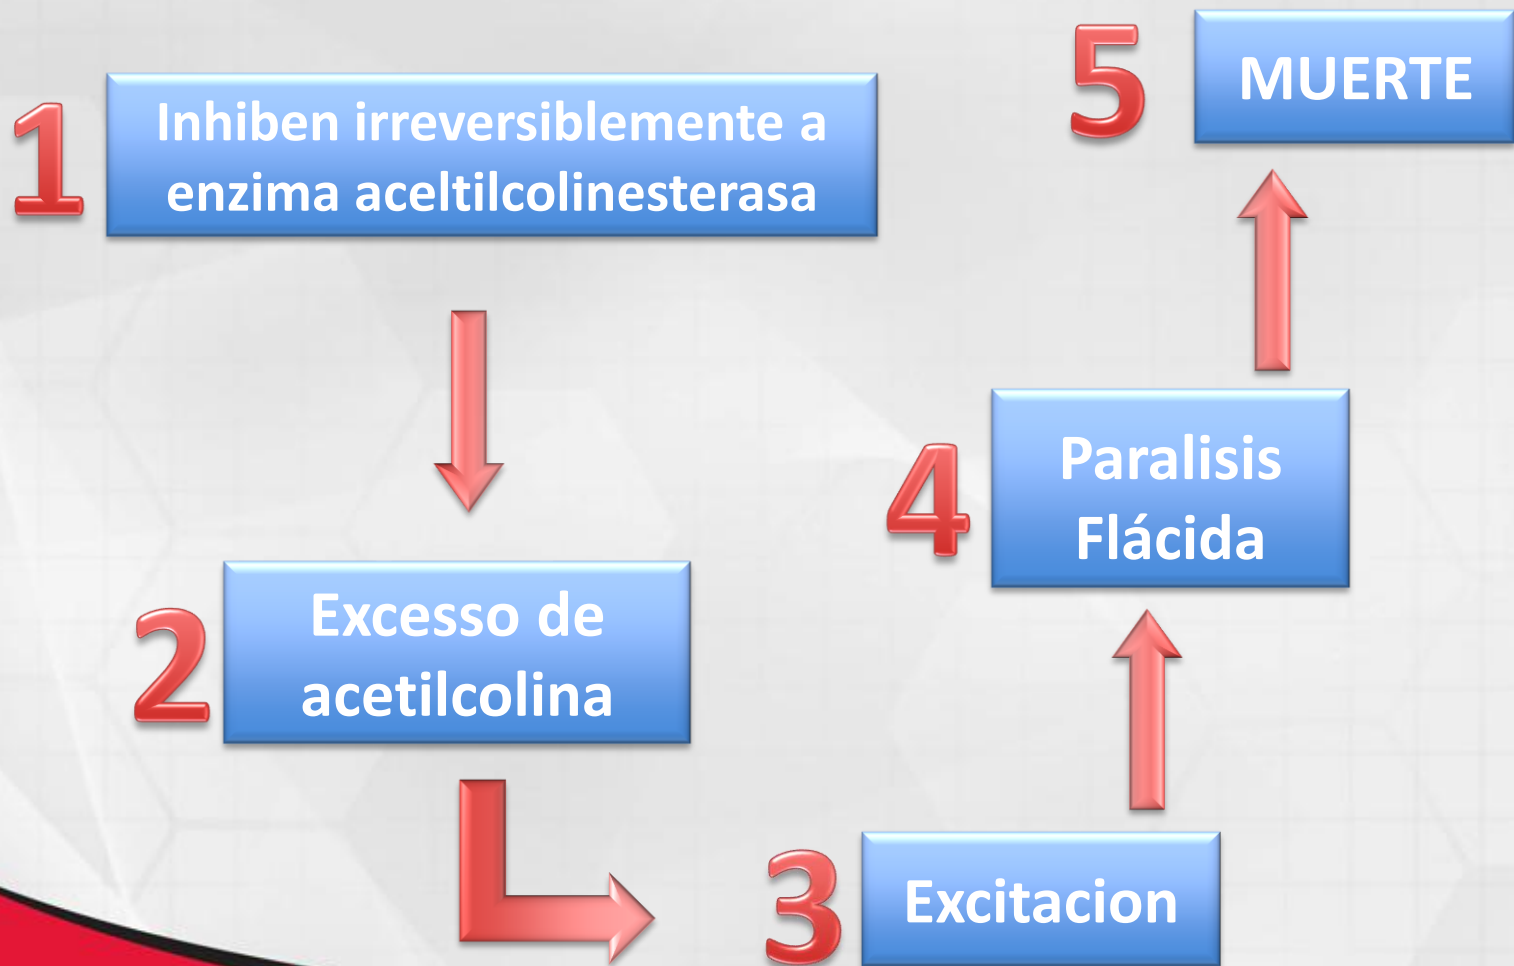 1
Inhiben irreversiblemente a
enzima aceltilcolinesterasa
2
Excesso de
acetilcolina
3
Excitacion
4
Paralisis
Flácida
5
MUERTE